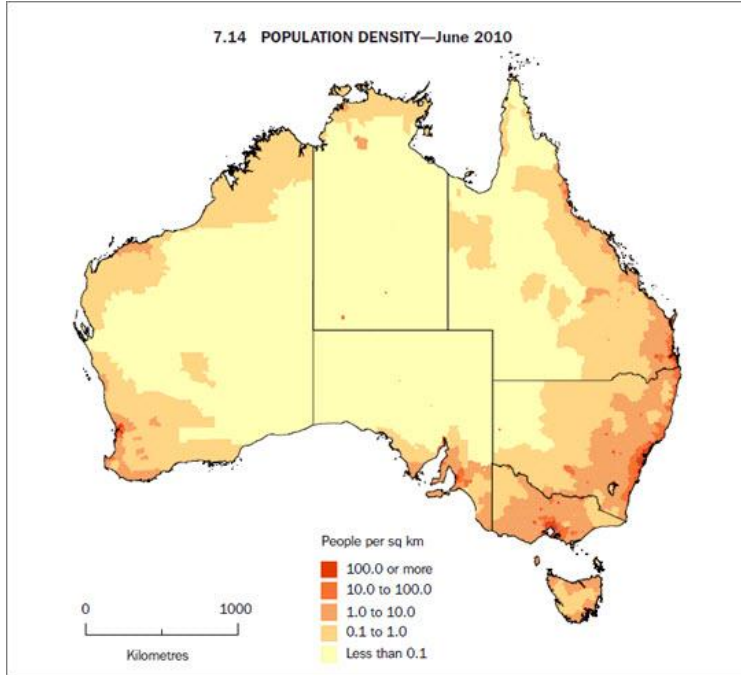 7.14 POPULATION DENSITY—June 2010
People per sq km
100.0 or more
10.0 to 100.0
1.0 to 10.0
0.1 to 1.0
Less than 0.1
0 1000
Kilometres